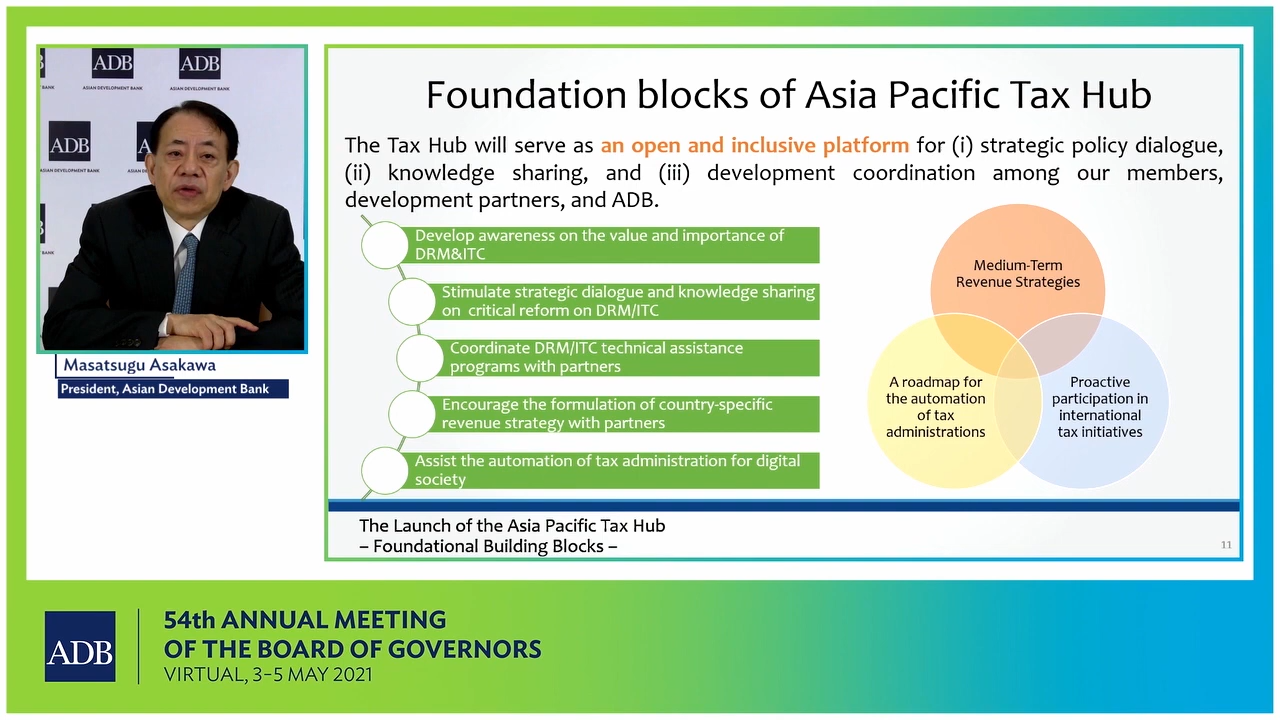 ADB
ASIAN DEVELOPMENT BANK
ADB
ASIAN DEVELOPMENT BANK
ADB
ASIAN DEVELOPMENT BANK
Masatsugu Asakawa
President, Asian Development Bank
Foundation blocks of Asia Pacific Tax Hub
The Tax Hub will serve as an open and inclusive platform for (i) strategic policy dialogue,
(ii) knowledge sharing, and (iii) development coordination among our members,
development partners, and ADB.
Develop awareness on the value and importance of
DRM&ITC
Stimulate strategic dialogue and knowledge sharing
on critical reform on DRM/ITC
Coordinate DRM/ITC technical assistance
programs with partners
Encourage the formulation of country-specific
revenue strategy with partners
Assist the automation of tax administration for digital
society
Medium-Term
Revenue Strategies
A roadmap for
the automation
of tax
administrations
Proactive
participation in
international
tax initiatives
The Launch of the Asia Pacific Tax Hub
– Foundational Building Blocks –
11
ADB
54th ANNUAL MEETING
OF THE BOARD OF GOVERNORS
VIRTUAL, 3–5 MAY 2021